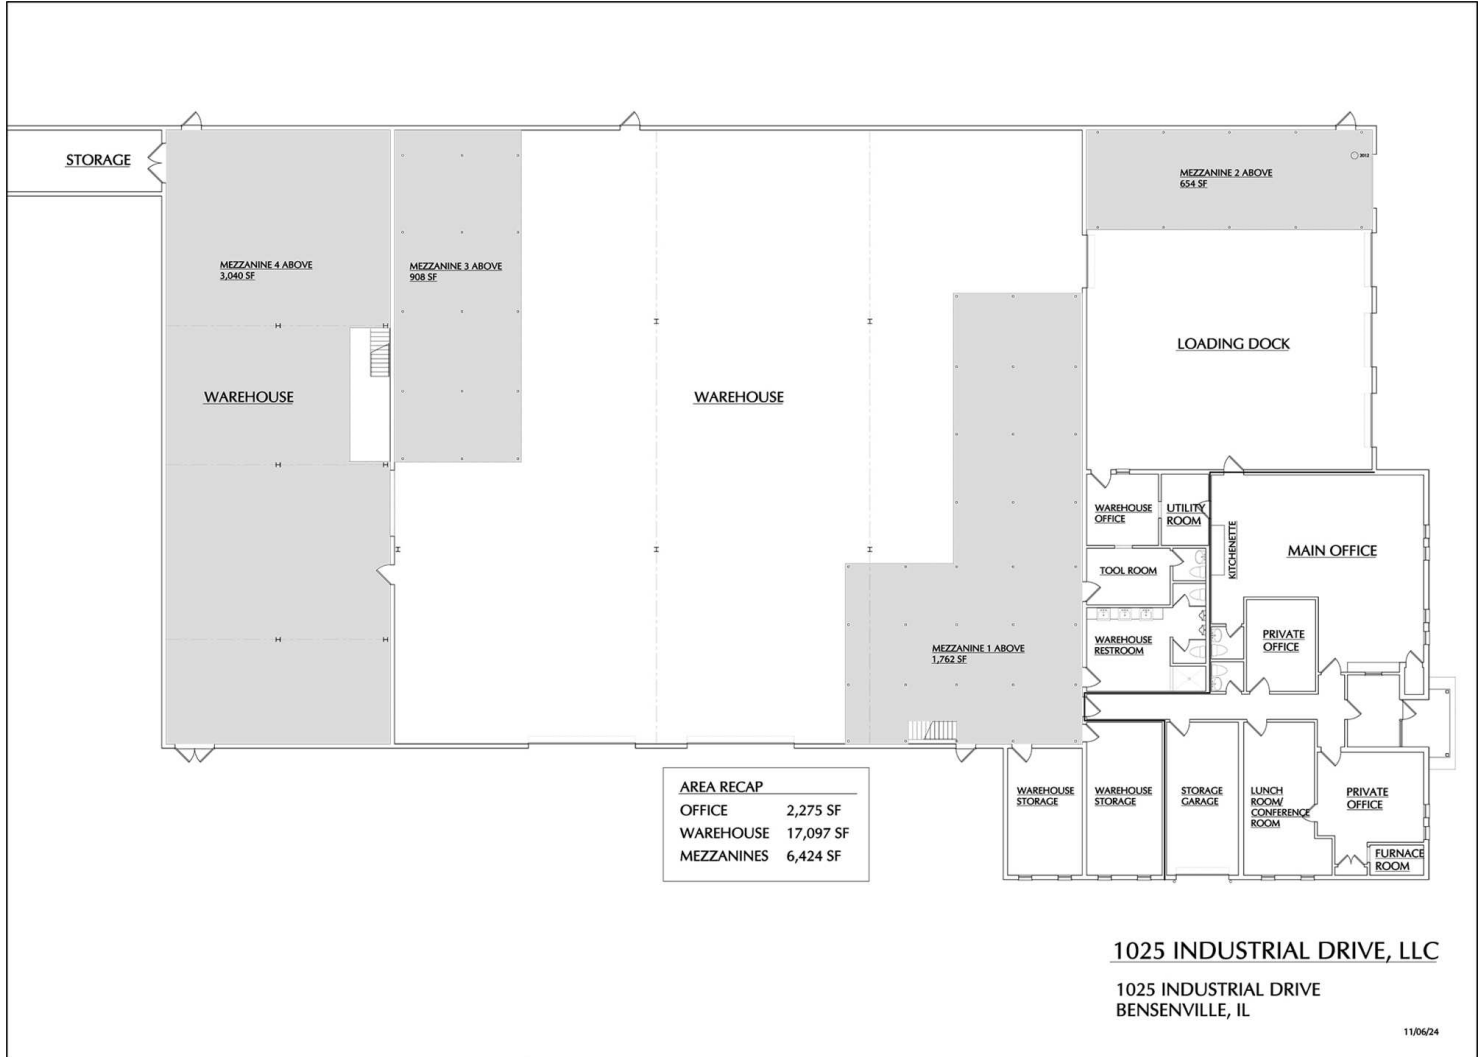 STORAGE
MEZZANINE 2 ABOVE
654 SF
2013
MEZZANINE 4 ABOVE
3,040 SF
MEZZANINE 3 ABOVE
908 SF
LOADING DOCK
WAREHOUSE
WAREHOUSE
WAREHOUSE
OFFICE
UTILITY
ROOM
KITCHENETTE
MAIN OFFICE
TOOL ROOM
WAREHOUSE
RESTROOM
PRIVATE
OFFICE
MEZZANINE 1 ABOVE
1,762 SF
WAREHOUSE
STORAGE
WAREHOUSE
STORAGE
STORAGE
GARAGE
LUNCH
ROOM/
CONFERENCE
ROOM
PRIVATE
OFFICE
FURNACE
ROOM
AREA RECAP
OFFICE 2,275 SF
WAREHOUSE 17,097 SF
MEZZANINES 6,424 SF
1025 INDUSTRIAL DRIVE, LLC
1025 INDUSTRIAL DRIVE
BENSENVILLE, IL
11/06/24